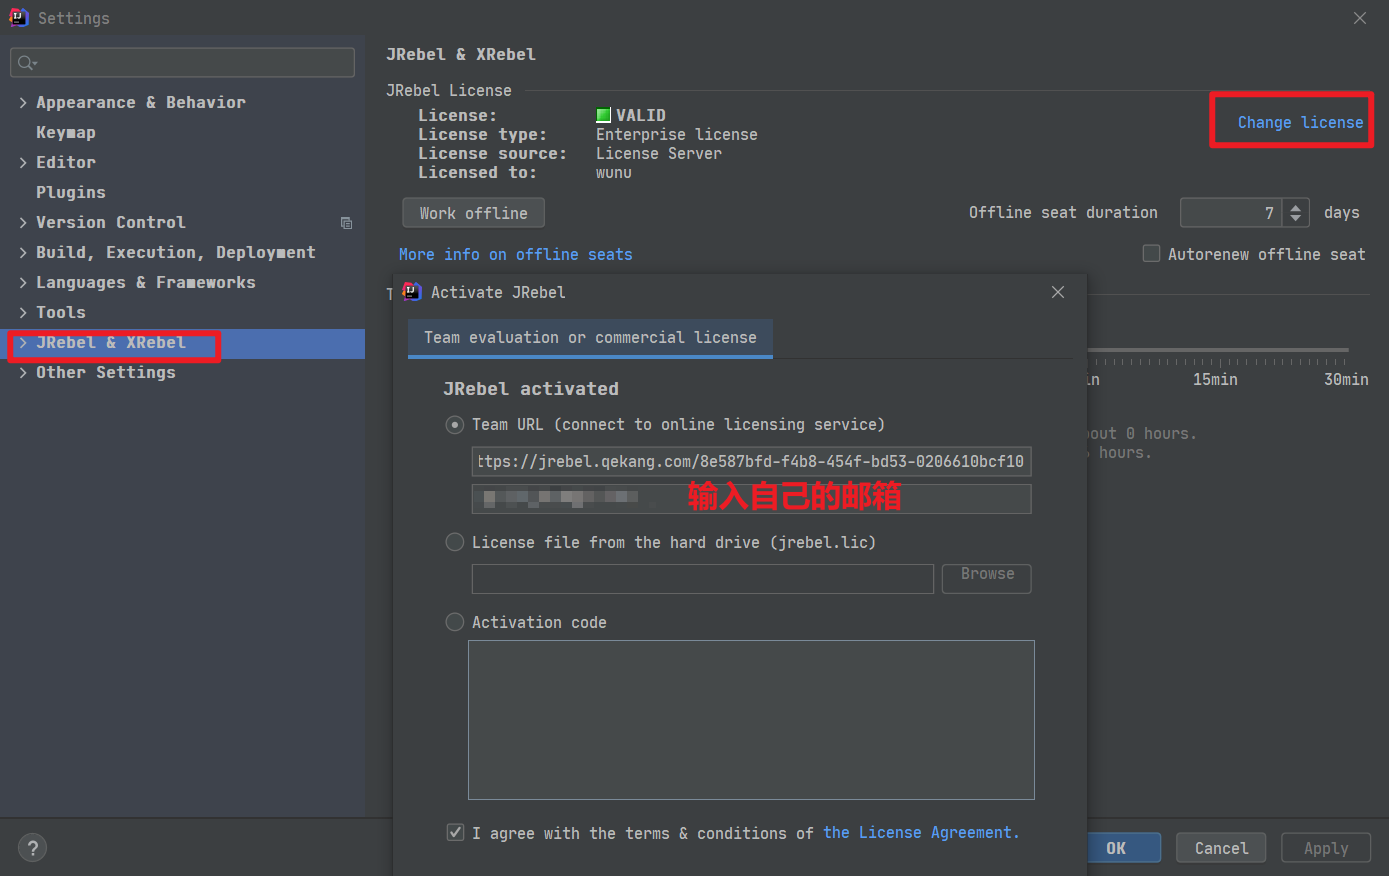 Settings
JRebel & XRebel
Appearance & Behavior
Keymap
Editor
Plugins
Version Control
Build, Execution, Deployment
Languages & Frameworks
Tools
JRebel & XRebel
Other Settings
JRebel License
License: VALID
License type: Enterprise license
License source: License Server
Licensed to: wunu
Change license
Work offline
Offline seat duration 7 days
More info on offline seats
Autorenew offline seat
Activate JRebel
Team evaluation or commercial license
JRebel activated
Team URL (connect to online licensing service)
ttps://jrebel.qekang.com/8e587bfd-f4b8-454f-bd53-0206610bcf10
输入自己的邮箱
License file from the hard drive (jrebel.lic)
Browse
Activation code
I agree with the terms & conditions of the License Agreement.
15min 30min
out 0 hours.
hours.
?
OK Cancel Apply